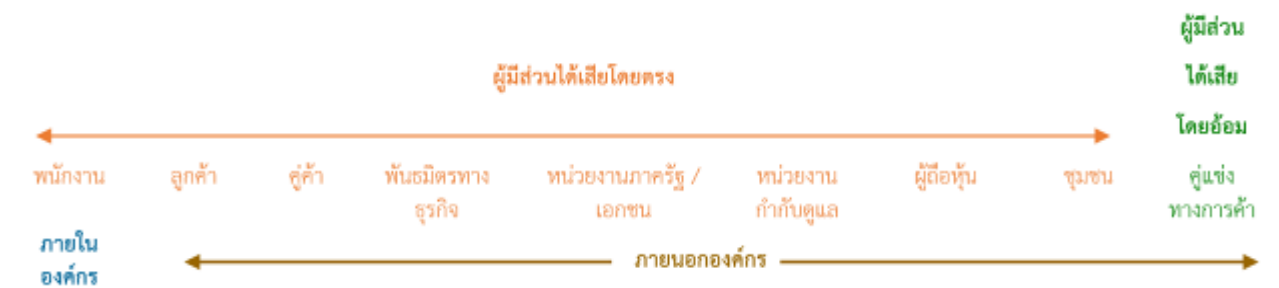 ผู้มีส่วน
ได้เสีย
โดยอ้อม
ผู้มีส่วนได้เสียโดยตรง
พนักงาน ลูกค้า คู่ค้า พันธมิตรทาง หน่วยงานภาครัฐ / หน่วยงาน ผู้ถือหุ้น ชุมชน คู่แข่ง
ธุรกิจ เอกชน กำกับดูแล ทางการค้า
ภายใน
องค์กร
ภายนอกองค์กร